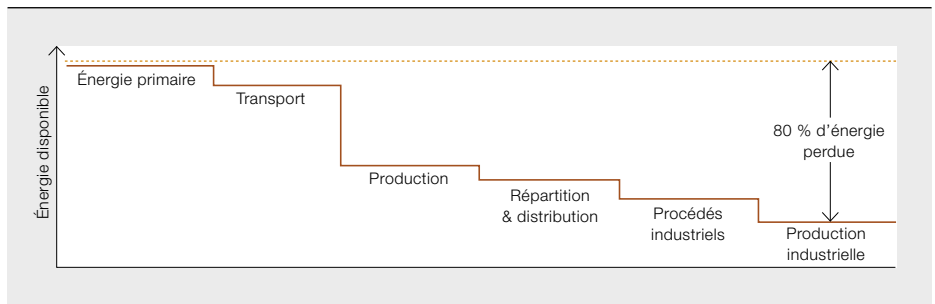 Énergie disponible
Énergie primaire
Transport
Production
Répartition
& distribution
Procédés
industriels
Production
industrielle
80 % d’énergie
perdue